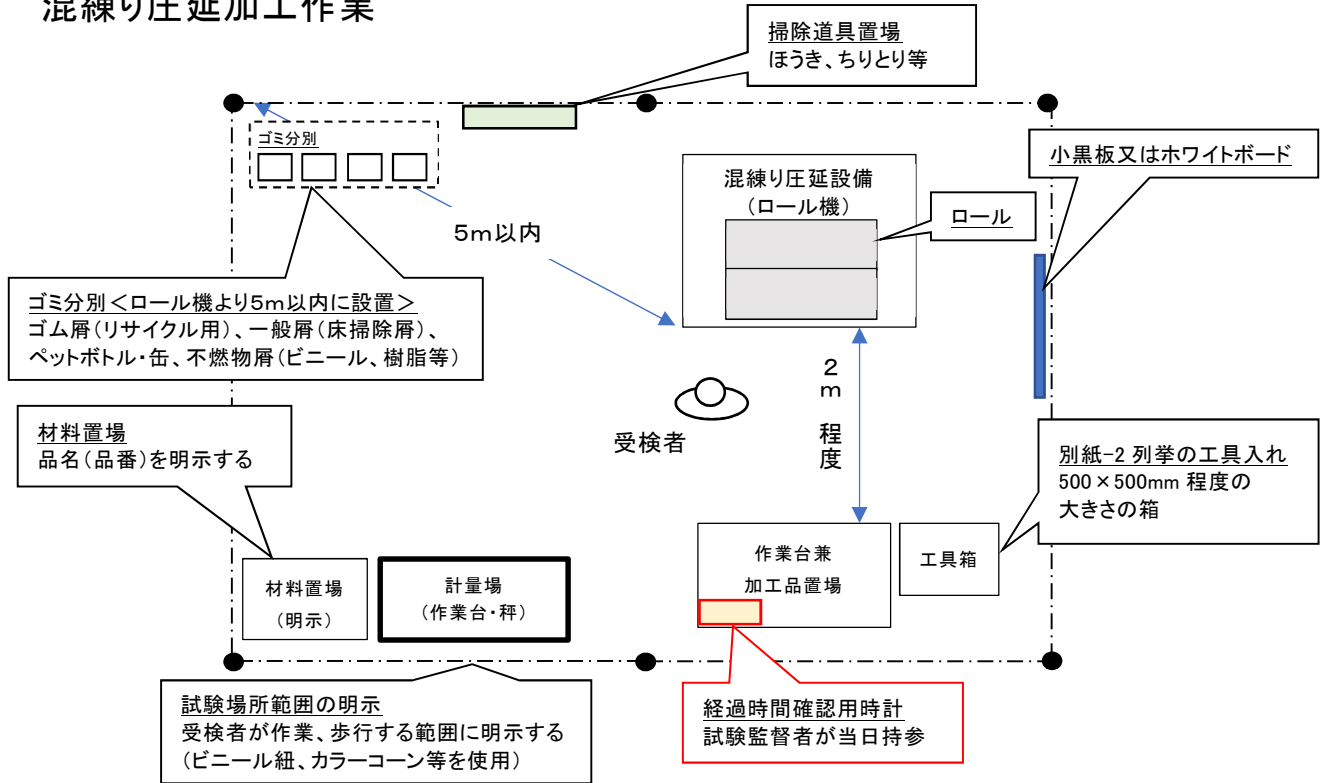 混練り圧延加工作業
掃除道具置場
ほうき、ちりとり等
ゴミ分別
混練り圧延設備
(ロール機)
小黒板又はホワイトボード
ロール
5m以内
ゴミ分別<ロール機より5m以内に設置>
ゴム屑(リサイクル用)、一般屑(床掃除屑)、
ペットボトル・缶、不燃物屑(ビニール、樹脂等)
2m 程度
受検者
材料置場
品名(品番)を明示する
別紙-2 列挙の工具入れ
500×500mm 程度の
大きさの箱
材料置場
(明示)
計量場
(作業台・秤)
作業台兼
加工品置場
工具箱
試験場所範囲の明示
受検者が作業、歩行する範囲に明示する
(ビニール紐、カラーコーン等を使用)
経過時間確認用時計
試験監督者が当日持参